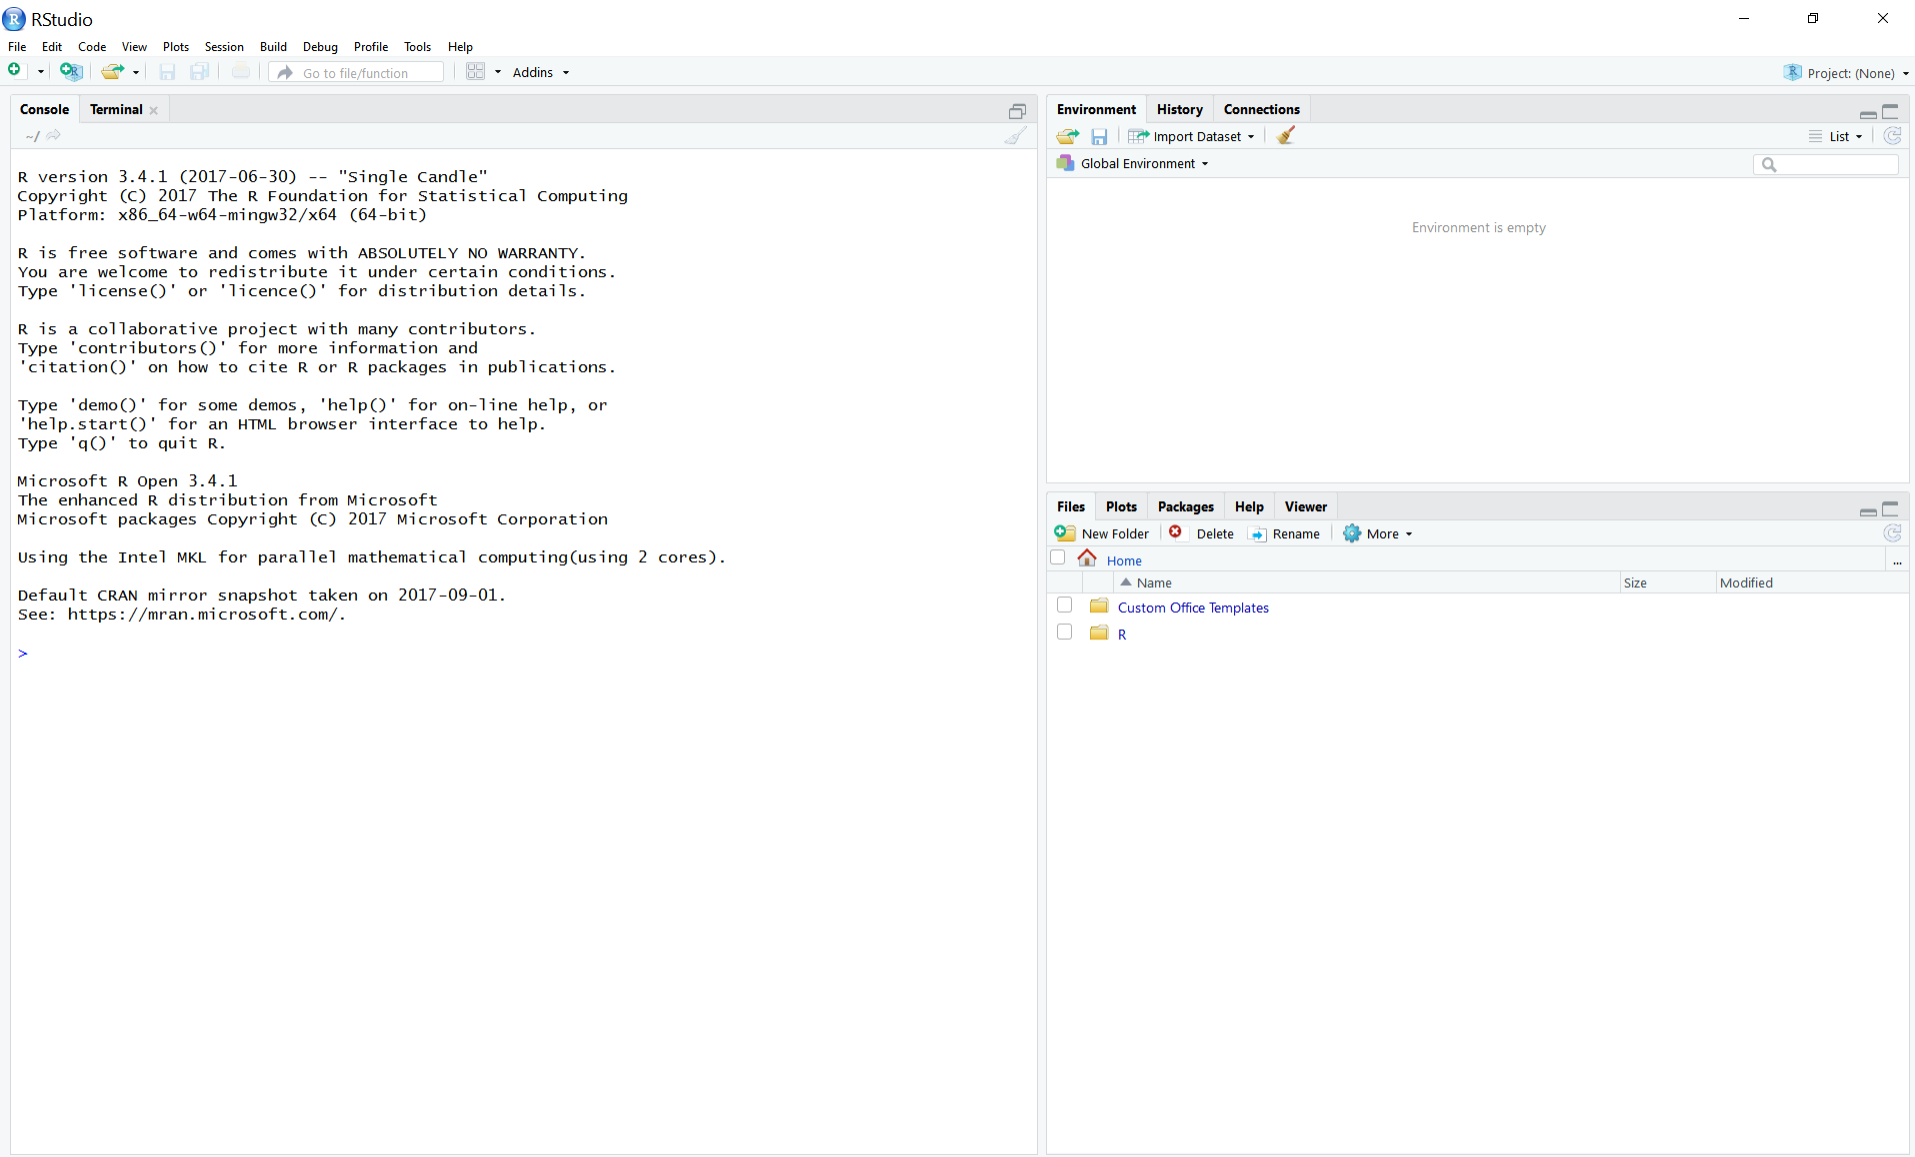 RStudio
File Edit Code View Plots Session Build Debug Profile Tools Help
Go to file/function Addins Project: (None)
Console Terminal
~/
R version 3.4.1 (2017-06-30) -- "Single Candle"
Copyright (C) 2017 The R Foundation for Statistical Computing
Platform: x86_64-w64-mingw32/x64 (64-bit)
R is free software and comes with ABSOLUTELY NO WARRANTY.
You are welcome to redistribute it under certain conditions.
Type 'license()' or 'licence()' for distribution details.
R is a collaborative project with many contributors.
Type 'contributors()' for more information and
'citation()' on how to cite R or R packages in publications.
Type 'demo()' for some demos, 'help()' for on-line help, or
'help.start()' for an HTML browser interface to help.
Type 'q()' to quit R.
Microsoft R Open 3.4.1
The enhanced R distribution from Microsoft
Microsoft packages Copyright (C) 2017 Microsoft Corporation
Using the Intel MKL for parallel mathematical computing(using 2 cores).
Default CRAN mirror snapshot taken on 2017-09-01.
See: https://mran.microsoft.com/.
>
Environment History Connections
Import Dataset List
Global Environment
Environment is empty
Files Plots Packages Help Viewer
New Folder Delete Rename More
Home ...
Name Size Modified
Custom Office Templates
R